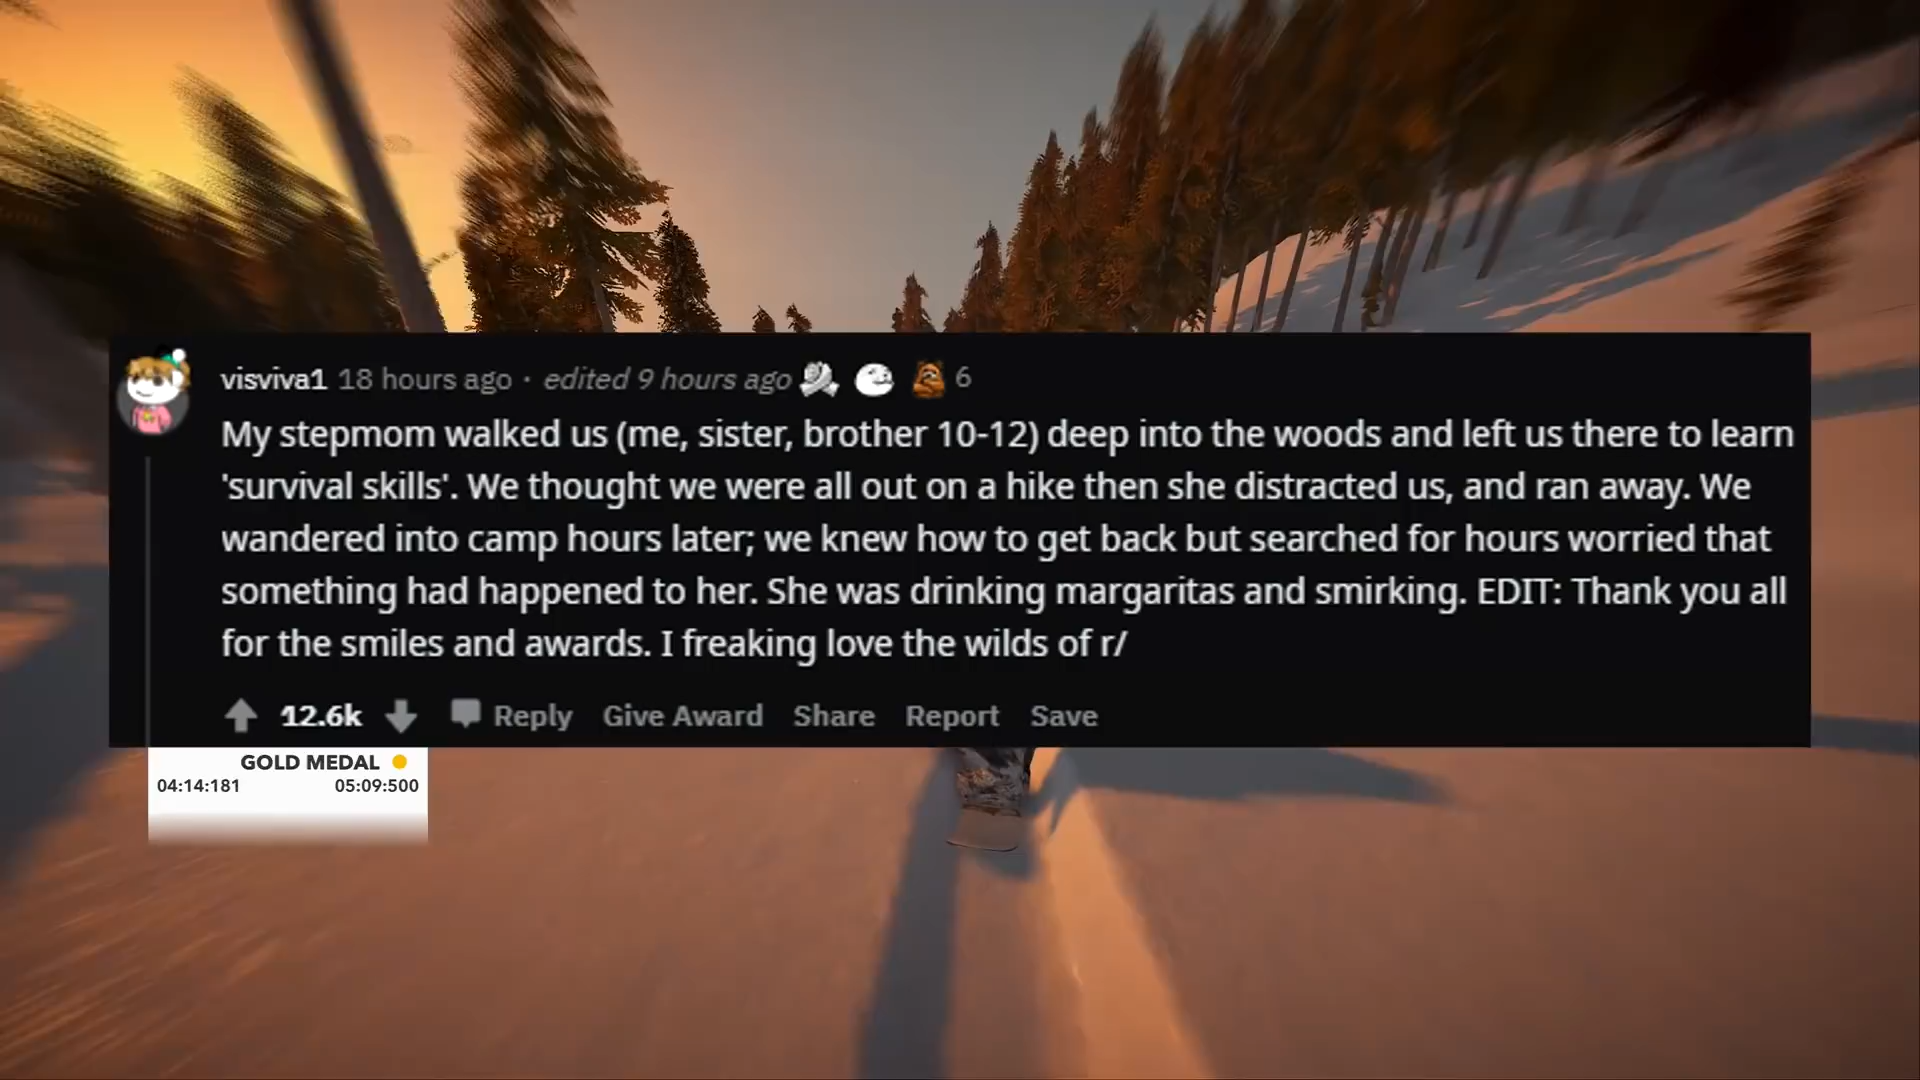 visviva1 18 hours ago · edited 9 hours ago 6
My stepmom walked us (me, sister, brother 10-12) deep into the woods and left us there to learn
'survival skills'. We thought we were all out on a hike then she distracted us, and ran away. We
wandered into camp hours later; we knew how to get back but searched for hours worried that
something had happened to her. She was drinking margaritas and smirking. EDIT: Thank you all
for the smiles and awards. I freaking love the wilds of r/
12.6k Reply Give Award Share Report Save
GOLD MEDAL
04:14:181 05:09:500